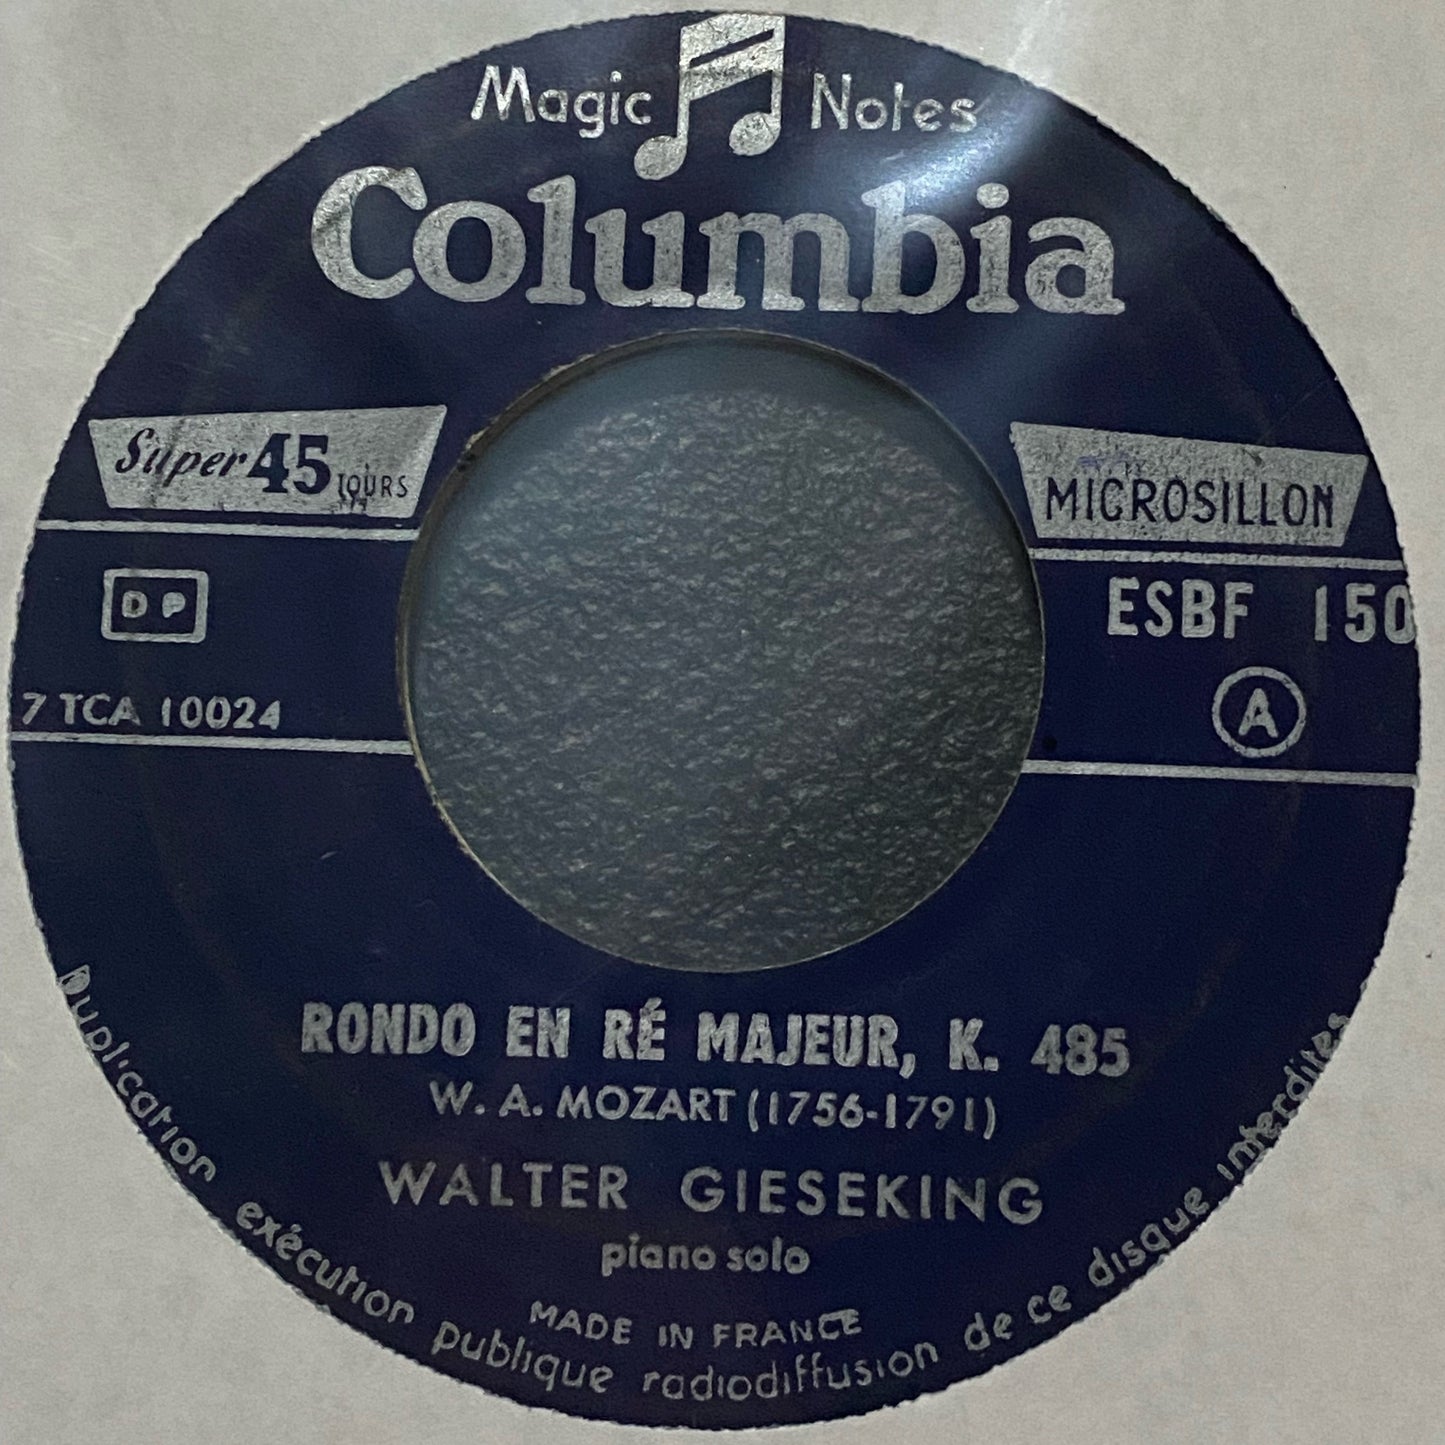 Magic Notes
Columbia
Super 45 TOURS
MICROSILLON
DP
ESBF 150
7 TCA 10024
A
RONDO EN RÉ MAJEUR, K. 485
W. A. MOZART (1756-1791)
WALTER GIESEKING
piano solo
MADE IN FRANCE
Duplication exécution publique radiodiffusion de ce disque interdites